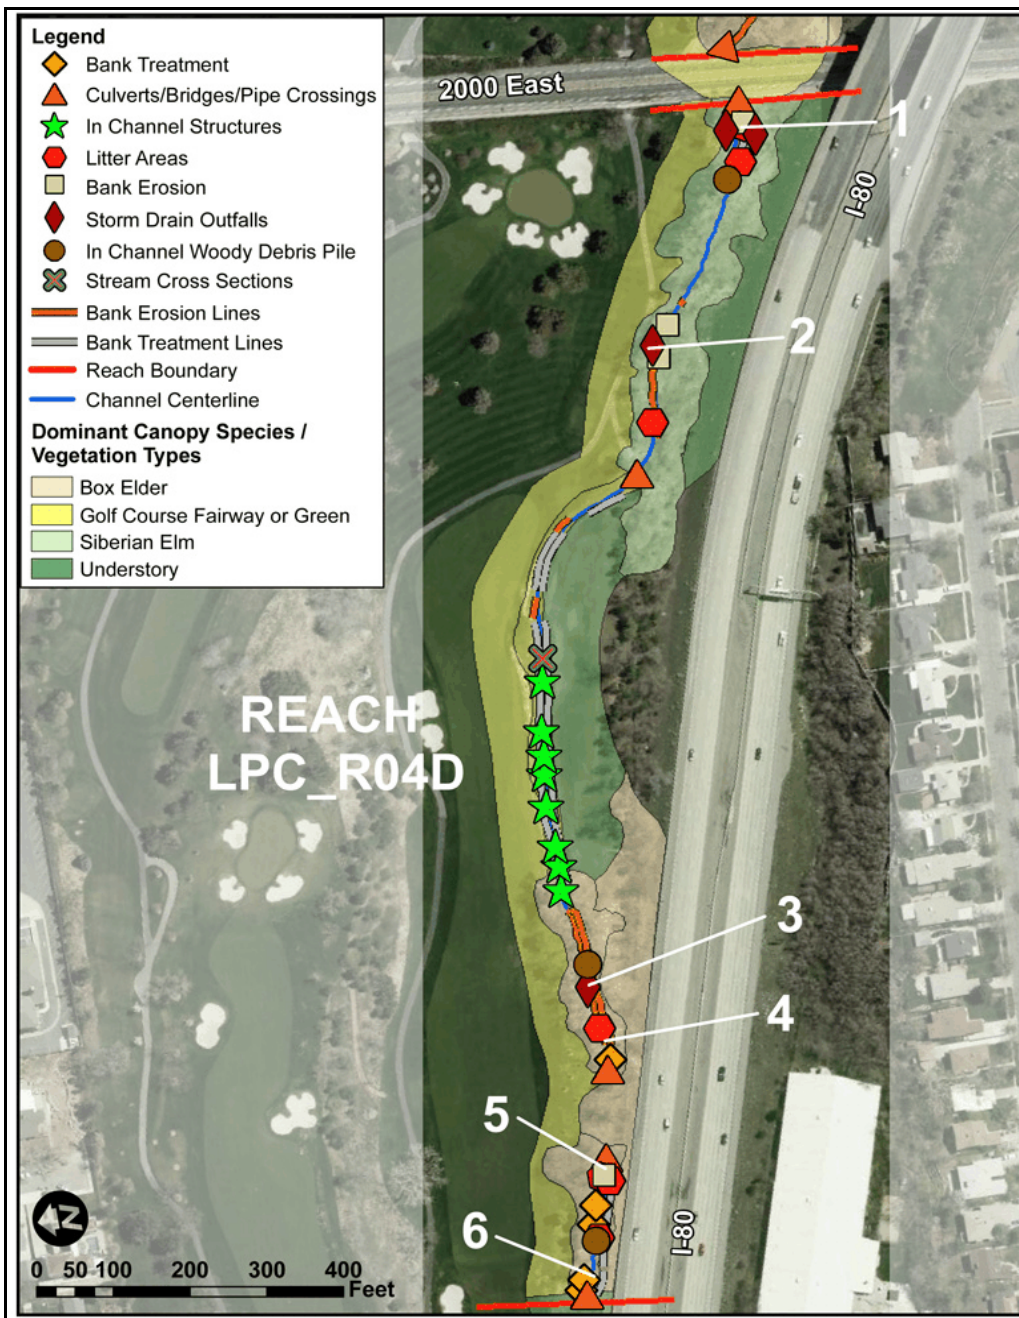 Legend
Bank Treatment
Culverts/Bridges/Pipe Crossings
In Channel Structures
Litter Areas
Bank Erosion
Storm Drain Outfalls
In Channel Woody Debris Pile
Stream Cross Sections
Bank Erosion Lines
Bank Treatment Lines
Reach Boundary
Channel Centerline
Dominant Canopy Species /
Vegetation Types
Box Elder
Golf Course Fairway or Green
Siberian Elm
Understory
2000 East
1
I-80
2
REACH
LPC_R04D
3
4
5
6
I-80
N
0 50 100 200 300 400
Feet